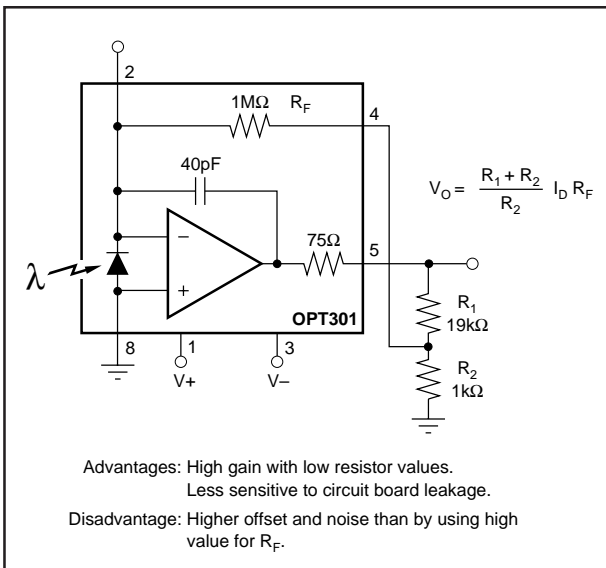 2
1MΩ R_F
4
40pF
V_O = (R_1 + R_2) / R_2 I_D R_F
−
75Ω
5
λ
+
R_1
19kΩ
OPT301
8
1
3
V+
V–
R_2
1kΩ
Advantages: High gain with low resistor values.
Less sensitive to circuit board leakage.
Disadvantage: Higher offset and noise than by using high
value for R_F.